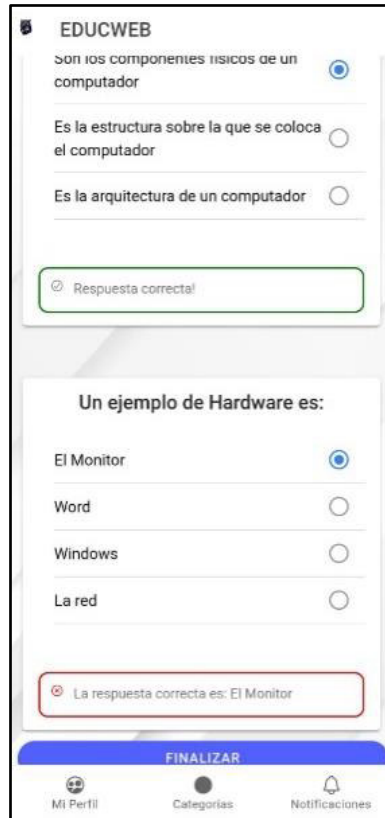 EDUCWEB
Son los componentes físicos de un
computador
Es la estructura sobre la que se coloca
el computador
Es la arquitectura de un computador
Respuesta correcta!
Un ejemplo de Hardware es:
El Monitor
Word
Windows
La red
La respuesta correcta es: El Monitor
FINALIZAR
Mi Perfil
Categorías
Notificaciones